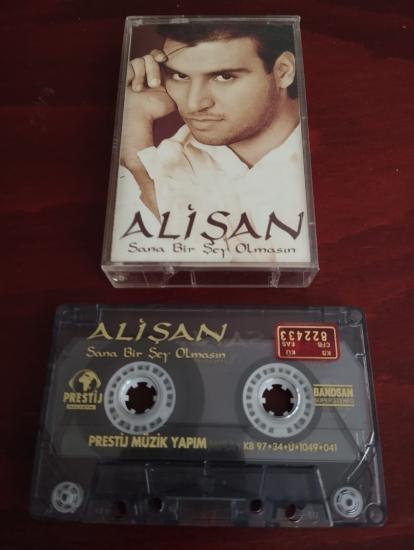 ALİŞAN
Sana Bir Şey Olmasın
ALİŞAN
Sana Bir Şey Olmasın
KB
CFB
822433
KÜ
EAS
PRESTİJ
BANDSAN
PRESTİJ MÜZİK YAPIM
KB 97•34•Ü•1049•041